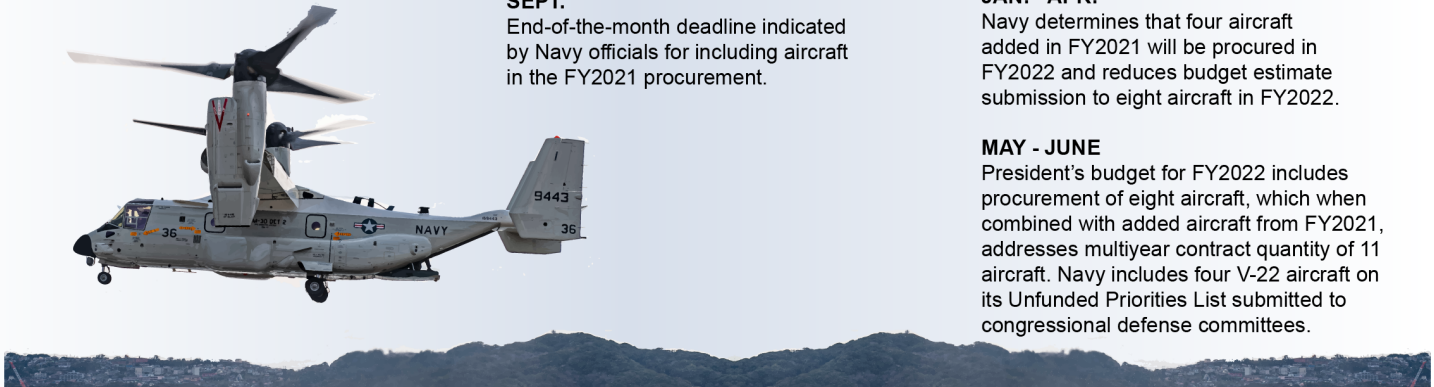 SEPT.
End-of-the-month deadline indicated
by Navy officials for including aircraft
in the FY2021 procurement.
JAN. - APR.
Navy determines that four aircraft
added in FY2021 will be procured in
FY2022 and reduces budget estimate
submission to eight aircraft in FY2022.
MAY - JUNE
President’s budget for FY2022 includes
procurement of eight aircraft, which when
combined with added aircraft from FY2021,
addresses multiyear contract quantity of 11
aircraft. Navy includes four V-22 aircraft on
its Unfunded Priorities List submitted to
congressional defense committees.
9443
36
36
NAVY